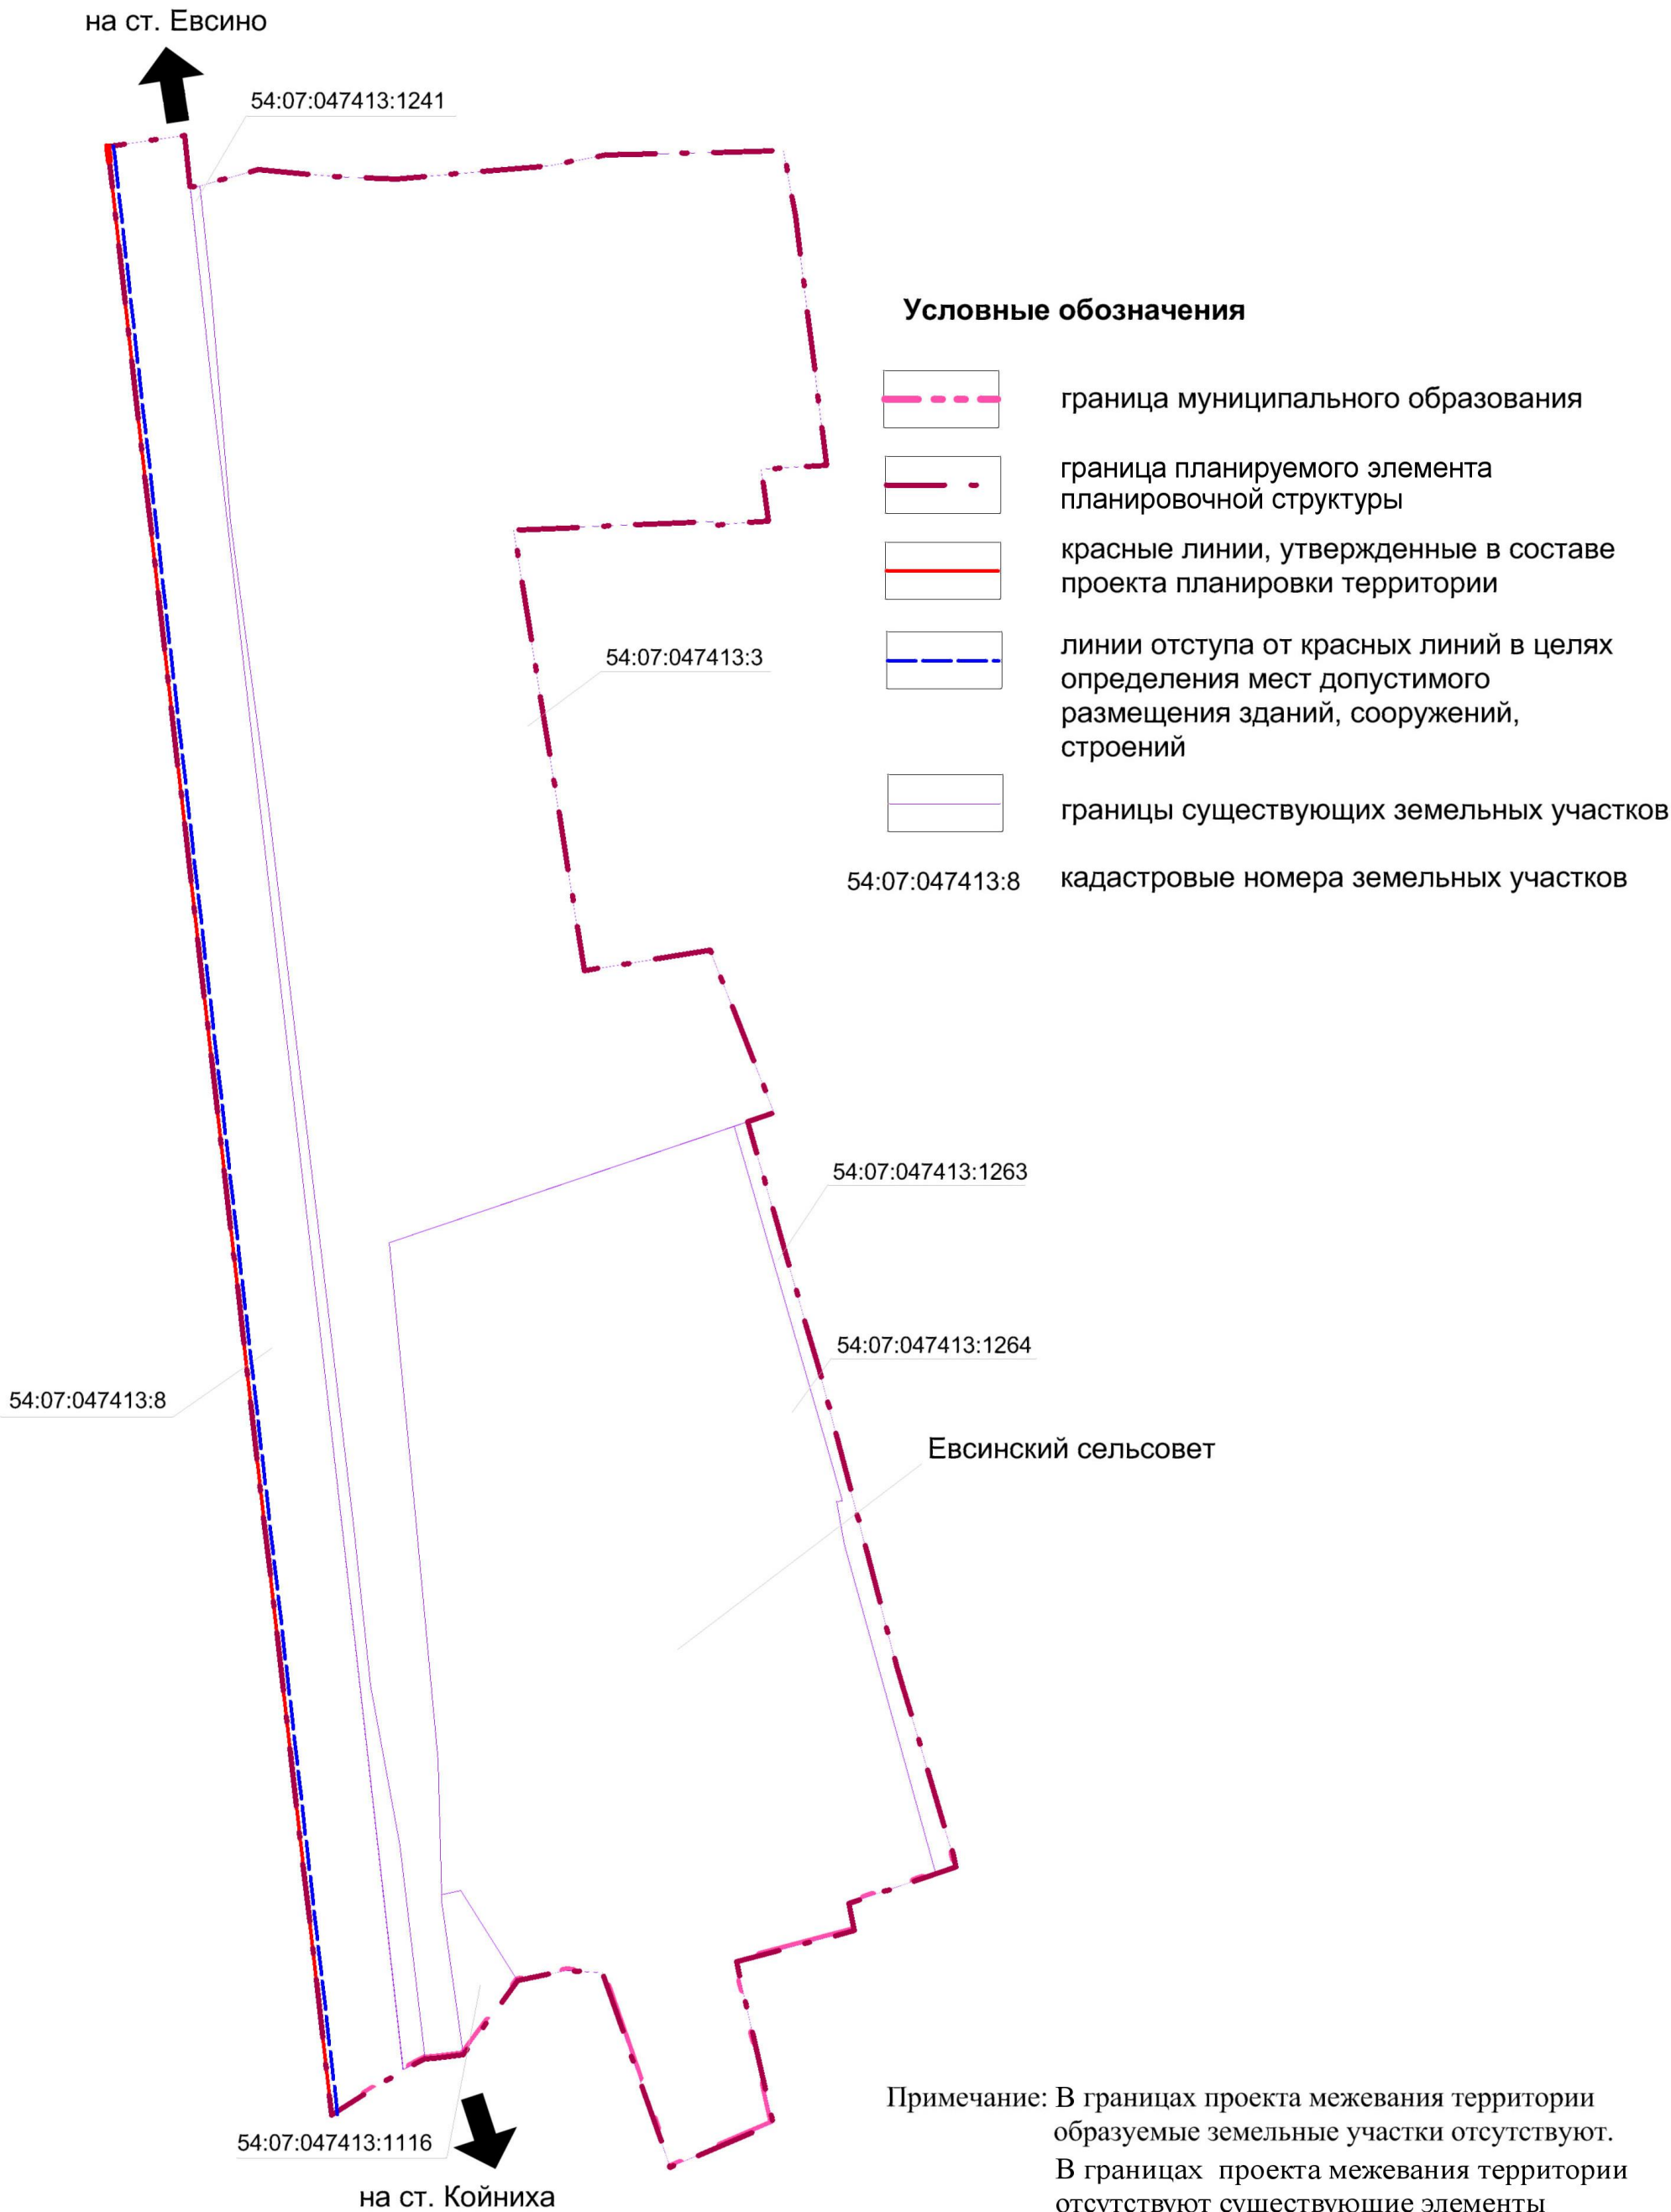 на ст. Евсино
54:07:047413:1241
Условные обозначения
граница муниципального образования
граница планируемого элемента
планировочной структуры
красные линии, утвержденные в составе
проекта планировки территории
линии отступа от красных линий в целях
определения мест допустимого
размещения зданий, сооружений,
строений
границы существующих земельных участков
54:07:047413:8 кадастровые номера земельных участков
54:07:047413:3
54:07:047413:1263
54:07:047413:1264
54:07:047413:8
Евсинский сельсовет
54:07:047413:1116
на ст. Койниха
Примечание: В границах проекта межевания территории
образуемые земельные участки отсутствуют.
В границах проекта межевания территории
отсутствуют существующие элементы